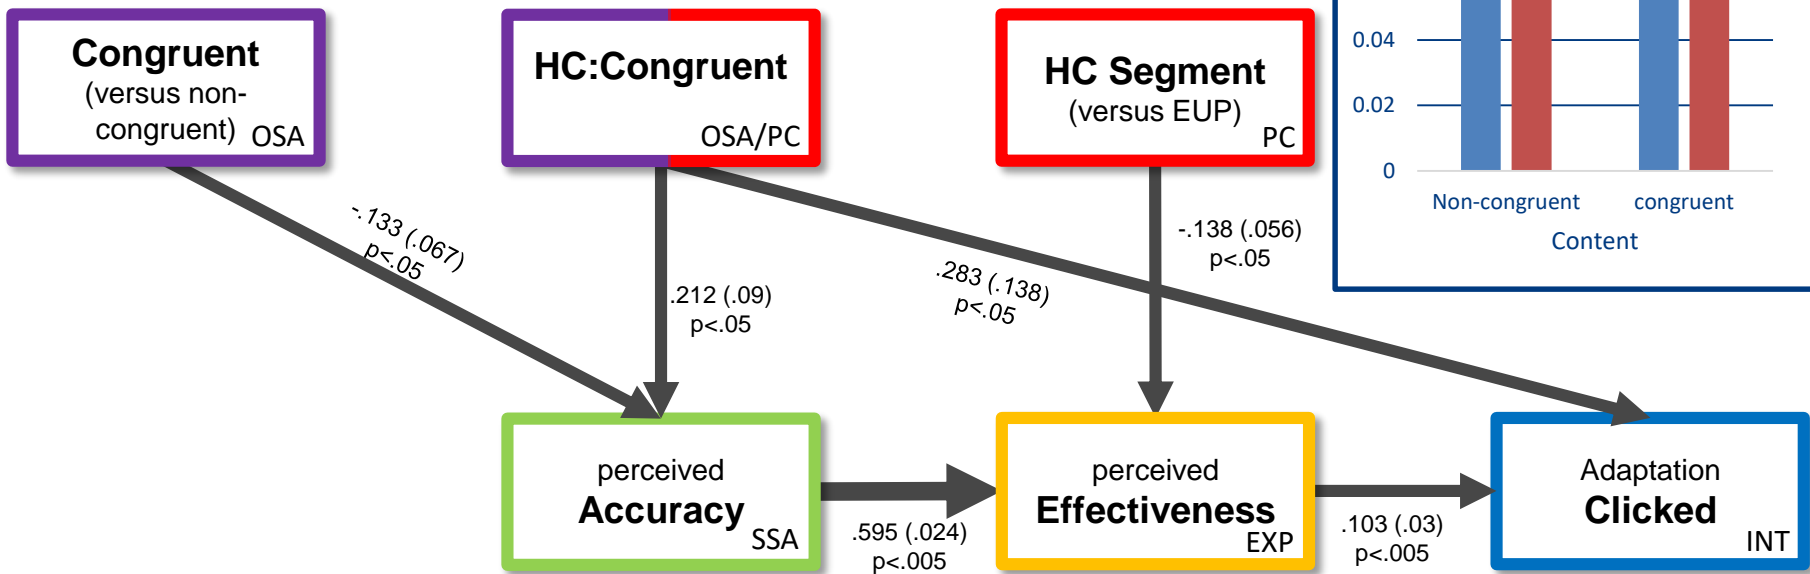 Congruent
(versus non-
congruent)
OSA
HC:Congruent
OSA/PC
HC Segment
(versus EUP)
PC
0.04
0.02
0
Non-congruent
congruent
Content
-.133 (.067)
p<.05
.212 (.09)
p<.05
.283 (.138)
p<.05
-.138 (.056)
p<.05
perceived
Accuracy
SSA
.595 (.024)
p<.005
perceived
Effectiveness
EXP
.103 (.03)
p<.005
Adaptation
Clicked
INT